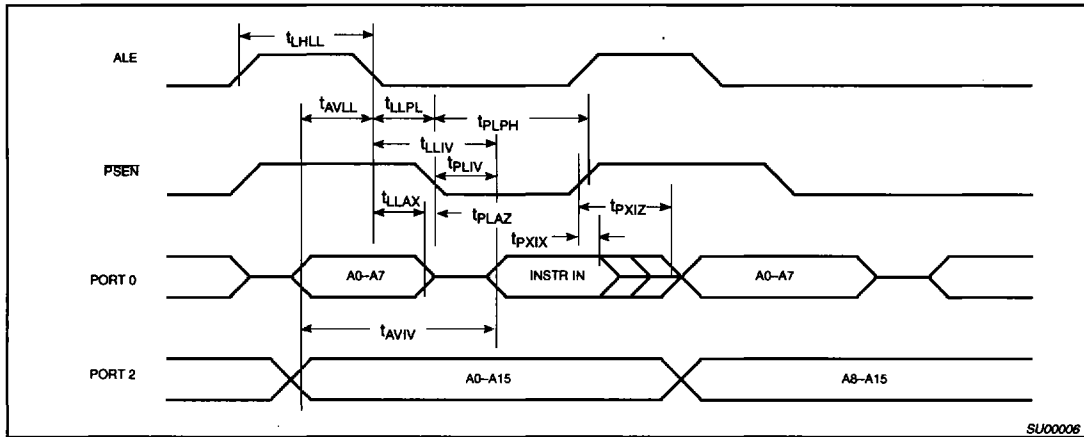 tLHLL
ALE
tAVLL tLLPL
tPLPH
tLLIV
PSEN
tPLIV
tLLAX
tPLAZ
tPXIZ
tPXIX
PORT 0
A0–A7
INSTR IN
A0–A7
tAVIV
PORT 2
A0–A15
A8–A15
SU00006